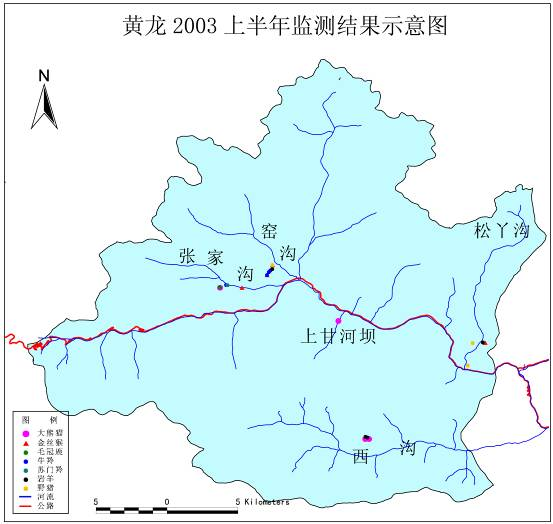 黄龙2003上半年监测结果示意图
N
松丫沟
窑沟
张家沟
上甘河坝
西沟
图 例
大熊猫
金丝猴
毛冠鹿
牛羚
苏门羚
岩羊
野猪
河流
公路
5 0 5 Kilometers